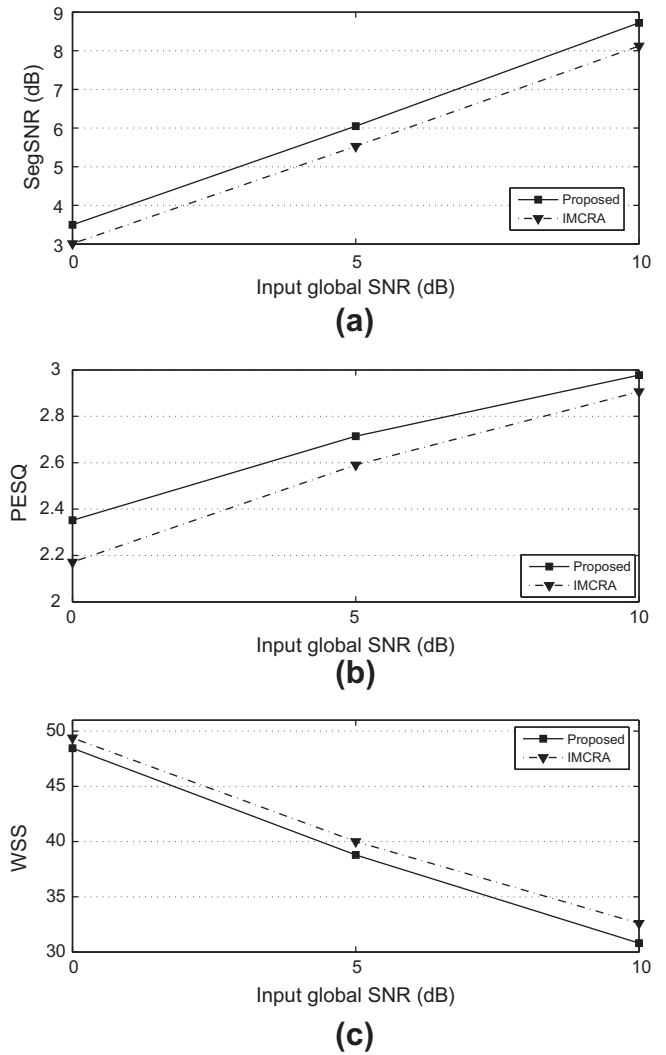 9
8
7
6
5
4
3
SegSNR (dB)
Proposed
IMCRA
0 5 10
Input global SNR (dB)
(a)
3
2.8
2.6
2.4
2.2
2
PESQ
Proposed
IMCRA
0 5 10
Input global SNR (dB)
(b)
50
45
40
35
30
WSS
Proposed
IMCRA
0 5 10
Input global SNR (dB)
(c)